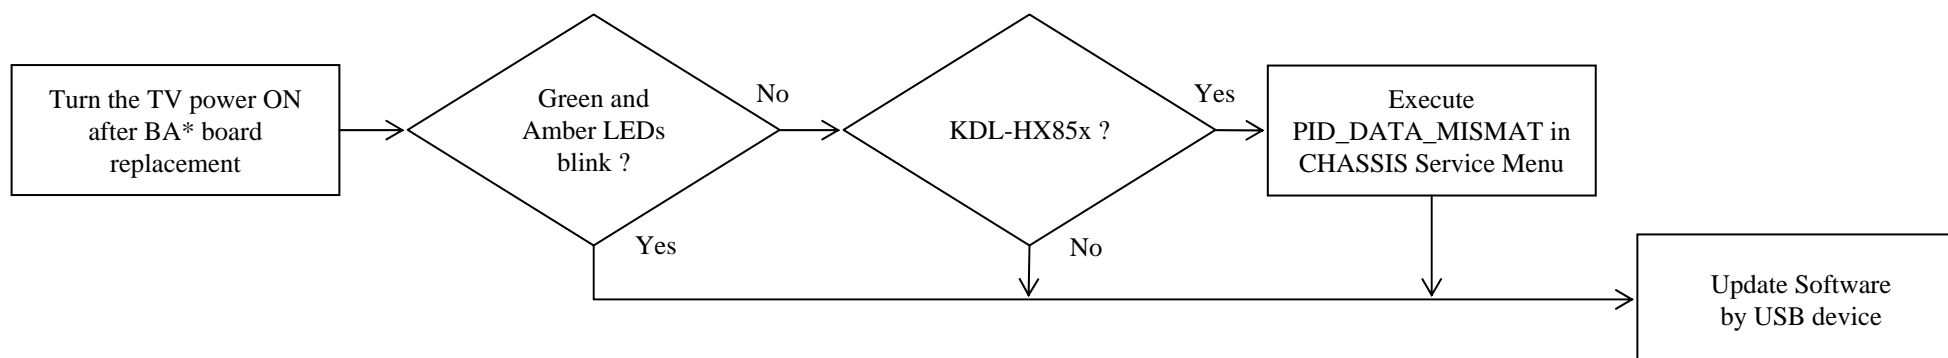 Turn the TV power ON
after BA* board
replacement
Green and
Amber LEDs
blink ?
No
Yes
KDL-HX85x ?
Yes
No
Execute
PID_DATA_MISMAT in
CHASSIS Service Menu
Update Software
by USB device